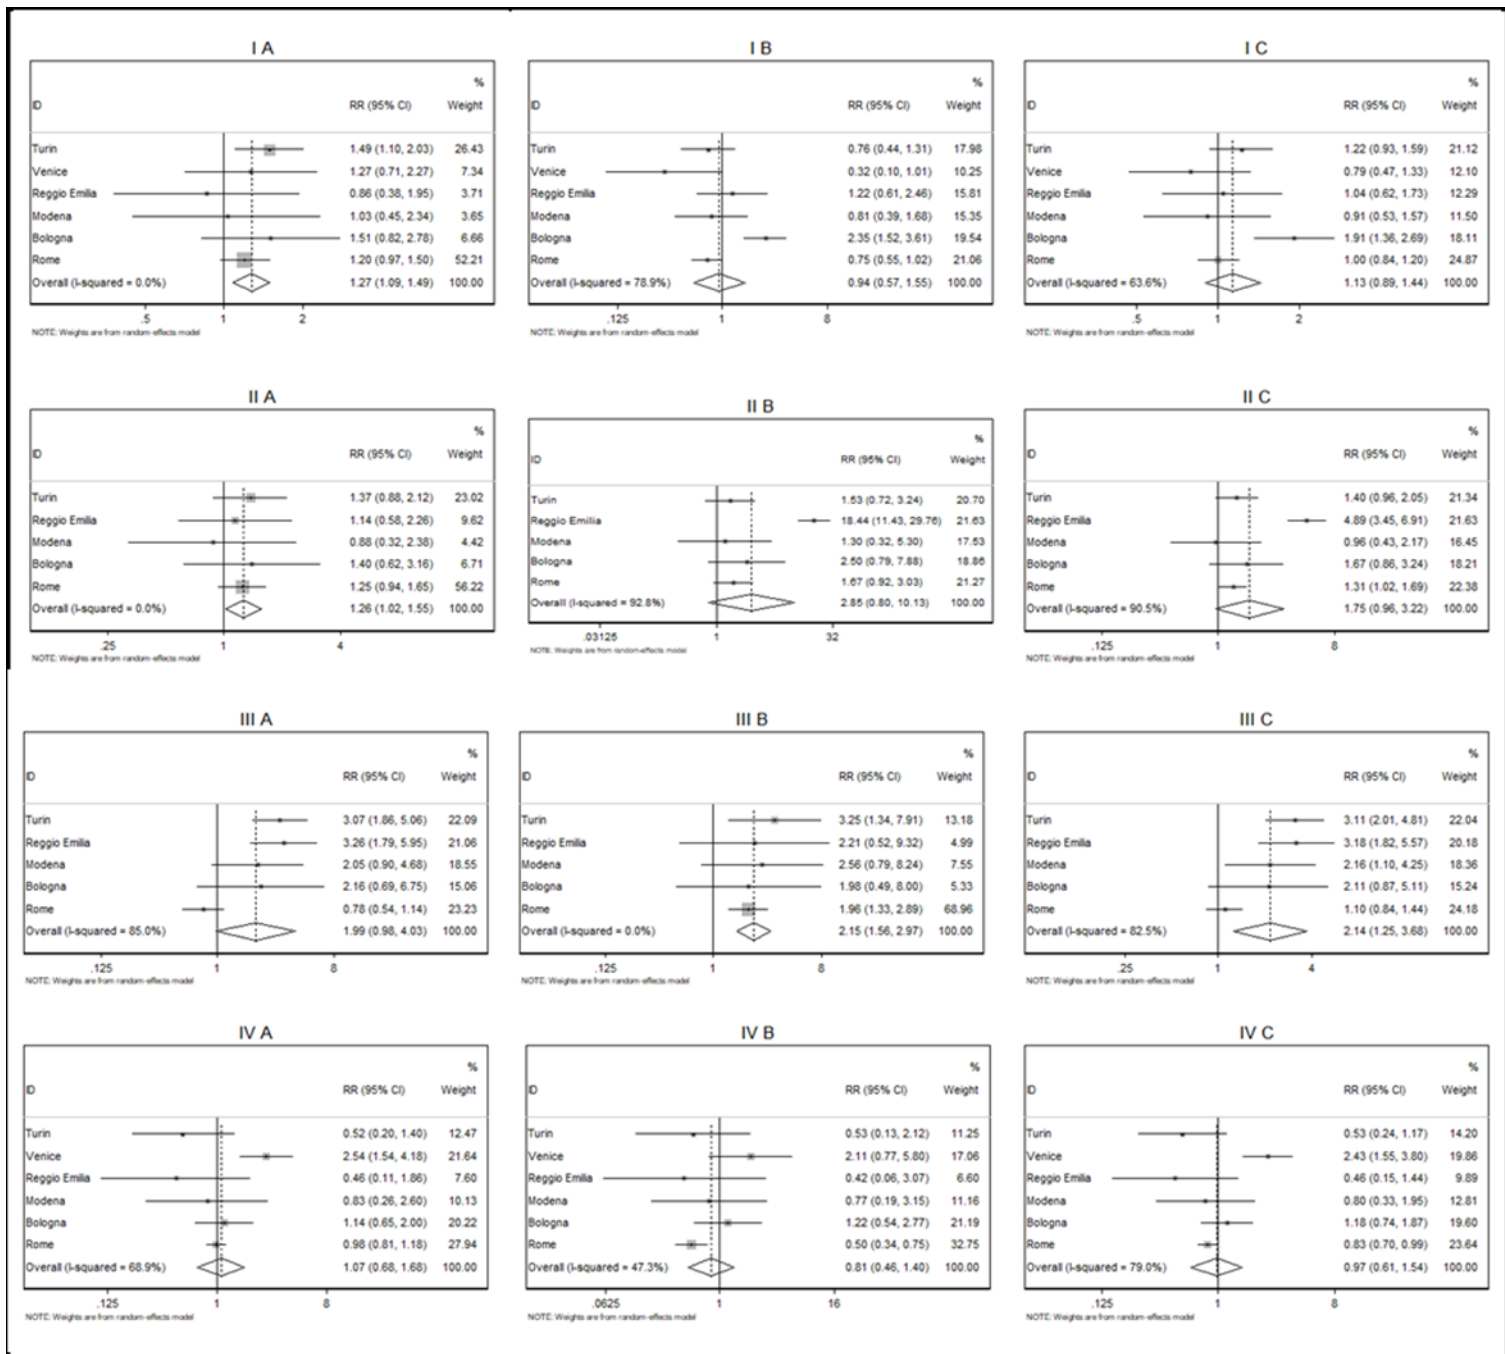 I A
%
ID RR (95% CI) Weight
Turin 1.49 (1.10, 2.03) 26.43
Venice 1.27 (0.71, 2.27) 7.34
Reggio Emilia 0.86 (0.38, 1.95) 3.71
Modena 1.03 (0.45, 2.34) 3.65
Bologna 1.51 (0.82, 2.78) 6.66
Rome 1.20 (0.97, 1.50) 52.21
Overall (I-squared = 0.0%) 1.27 (1.09, 1.49) 100.00
.5 1 2
NOTE: Weights are from random-effects model
I B
%
ID RR (95% CI) Weight
Turin 0.76 (0.44, 1.31) 17.98
Venice 0.32 (0.10, 1.01) 10.25
Reggio Emilia 1.22 (0.61, 2.46) 15.81
Modena 0.81 (0.39, 1.68) 15.35
Bologna 2.35 (1.52, 3.61) 19.54
Rome 0.75 (0.55, 1.02) 21.06
Overall (I-squared = 78.9%) 0.94 (0.57, 1.55) 100.00
.125 1 8
NOTE: Weights are from random-effects model
I C
%
ID RR (95% CI) Weight
Turin 1.22 (0.93, 1.59) 21.12
Venice 0.79 (0.47, 1.33) 12.10
Reggio Emilia 1.04 (0.62, 1.73) 12.29
Modena 0.91 (0.53, 1.57) 11.50
Bologna 1.91 (1.36, 2.69) 18.11
Rome 1.00 (0.84, 1.20) 24.87
Overall (I-squared = 63.6%) 1.13 (0.89, 1.44) 100.00
.5 1 2
NOTE: Weights are from random-effects model
II A
%
ID RR (95% CI) Weight
Turin 1.37 (0.88, 2.12) 23.02
Reggio Emilia 1.14 (0.58, 2.26) 9.62
Modena 0.88 (0.32, 2.38) 4.42
Bologna 1.40 (0.62, 3.16) 6.71
Rome 1.25 (0.94, 1.65) 56.22
Overall (I-squared = 0.0%) 1.26 (1.02, 1.55) 100.00
.25 1 4
NOTE: Weights are from random-effects model
II B
%
ID RR (95% CI) Weight
Turin 1.53 (0.72, 3.24) 20.70
Reggio Emilia 18.44 (11.43, 29.76) 21.63
Modena 1.30 (0.32, 5.30) 17.53
Bologna 2.50 (0.79, 7.88) 18.86
Rome 1.67 (0.92, 3.03) 21.27
Overall (I-squared = 92.8%) 2.85 (0.80, 10.13) 100.00
.03125 1 32
NOTE: Weights are from random-effects model
II C
%
ID RR (95% CI) Weight
Turin 1.40 (0.96, 2.05) 21.34
Reggio Emilia 4.89 (3.45, 6.91) 21.63
Modena 0.96 (0.43, 2.17) 16.45
Bologna 1.67 (0.86, 3.24) 18.21
Rome 1.31 (1.02, 1.69) 22.38
Overall (I-squared = 90.5%) 1.75 (0.96, 3.22) 100.00
.125 1 8
NOTE: Weights are from random-effects model
III A
%
ID RR (95% CI) Weight
Turin 3.07 (1.86, 5.06) 22.09
Reggio Emilia 3.26 (1.79, 5.95) 21.06
Modena 2.05 (0.90, 4.68) 18.55
Bologna 2.16 (0.69, 6.75) 15.06
Rome 0.78 (0.54, 1.14) 23.23
Overall (I-squared = 85.0%) 1.99 (0.98, 4.03) 100.00
.125 1 8
NOTE: Weights are from random-effects model
III B
%
ID RR (95% CI) Weight
Turin 3.25 (1.34, 7.91) 13.18
Reggio Emilia 2.21 (0.52, 9.32) 4.99
Modena 2.56 (0.79, 8.24) 7.55
Bologna 1.98 (0.49, 8.00) 5.33
Rome 1.96 (1.33, 2.89) 68.96
Overall (I-squared = 0.0%) 2.15 (1.56, 2.97) 100.00
.125 1 8
NOTE: Weights are from random-effects model
III C
%
ID RR (95% CI) Weight
Turin 3.11 (2.01, 4.81) 22.04
Reggio Emilia 3.18 (1.82, 5.57) 20.18
Modena 2.16 (1.10, 4.25) 18.36
Bologna 2.11 (0.87, 5.11) 15.24
Rome 1.10 (0.84, 1.44) 24.18
Overall (I-squared = 82.5%) 2.14 (1.25, 3.68) 100.00
.25 1 4
NOTE: Weights are from random-effects model
IV A
%
ID RR (95% CI) Weight
Turin 0.52 (0.20, 1.40) 12.47
Venice 2.54 (1.54, 4.18) 21.64
Reggio Emilia 0.46 (0.11, 1.86) 7.60
Modena 0.83 (0.26, 2.60) 10.13
Bologna 1.14 (0.65, 2.00) 20.22
Rome 0.98 (0.81, 1.18) 27.94
Overall (I-squared = 68.9%) 1.07 (0.68, 1.68) 100.00
.125 1 8
NOTE: Weights are from random-effects model
IV B
%
ID RR (95% CI) Weight
Turin 0.53 (0.13, 2.12) 11.25
Venice 2.11 (0.77, 5.80) 17.06
Reggio Emilia 0.42 (0.06, 3.07) 6.60
Modena 0.77 (0.19, 3.15) 11.16
Bologna 1.22 (0.54, 2.77) 21.19
Rome 0.50 (0.34, 0.75) 32.75
Overall (I-squared = 47.3%) 0.81 (0.46, 1.40) 100.00
.0625 1 16
NOTE: Weights are from random-effects model
IV C
%
ID RR (95% CI) Weight
Turin 0.53 (0.24, 1.17) 14.20
Venice 2.43 (1.55, 3.80) 19.86
Reggio Emilia 0.46 (0.15, 1.44) 9.89
Modena 0.80 (0.33, 1.95) 12.81
Bologna 1.18 (0.74, 1.87) 19.60
Rome 0.83 (0.70, 0.99) 23.64
Overall (I-squared = 79.0%) 0.97 (0.61, 1.54) 100.00
.125 1 8
NOTE: Weights are from random-effects model